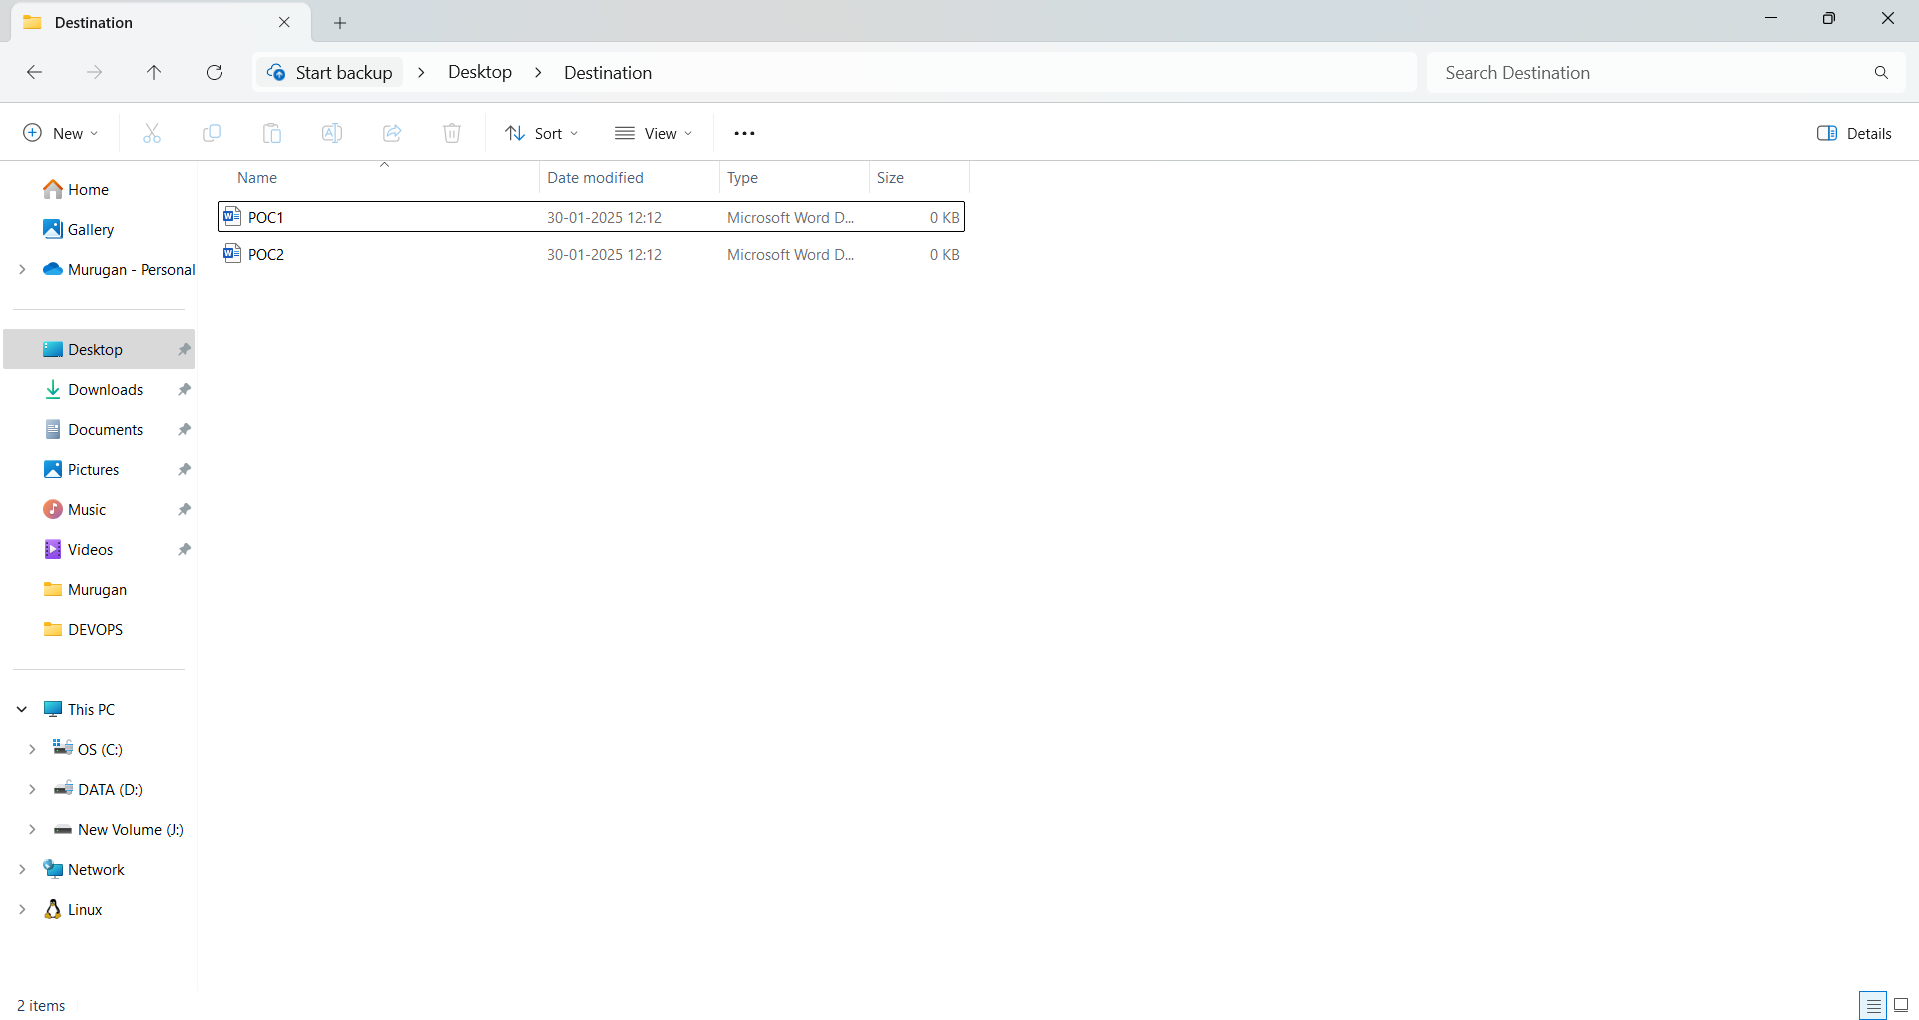 Destination
Start backup > Desktop > Destination
Search Destination
New
Sort
View
Details
Name Date modified Type Size
POC1 30-01-2025 12:12 Microsoft Word D... 0 KB
POC2 30-01-2025 12:12 Microsoft Word D... 0 KB
Home
Gallery
Murugan - Personal
Desktop
Downloads
Documents
Pictures
Music
Videos
Murugan
DEVOPS
This PC
OS (C:)
DATA (D:)
New Volume (J:)
Network
Linux
2 items